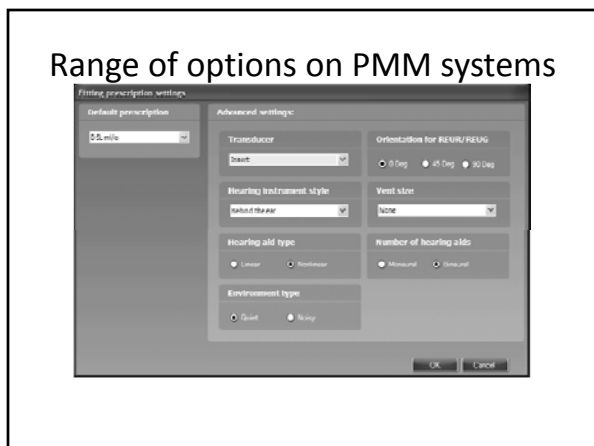 Range of options on PMM systems
Fitting prescription settings
Default prescription
DSL m[i/o]
Advanced settings:
Transducer
Insert
Orientation for REUR/REUG
0 Deg 45 Deg 90 Deg
Hearing instrument style
Behind the ear
Vent size
None
Hearing aid type
Linear Nonlinear
Number of hearing aids
Monaural Binaural
Environment type
Quiet Noisy
OK Cancel